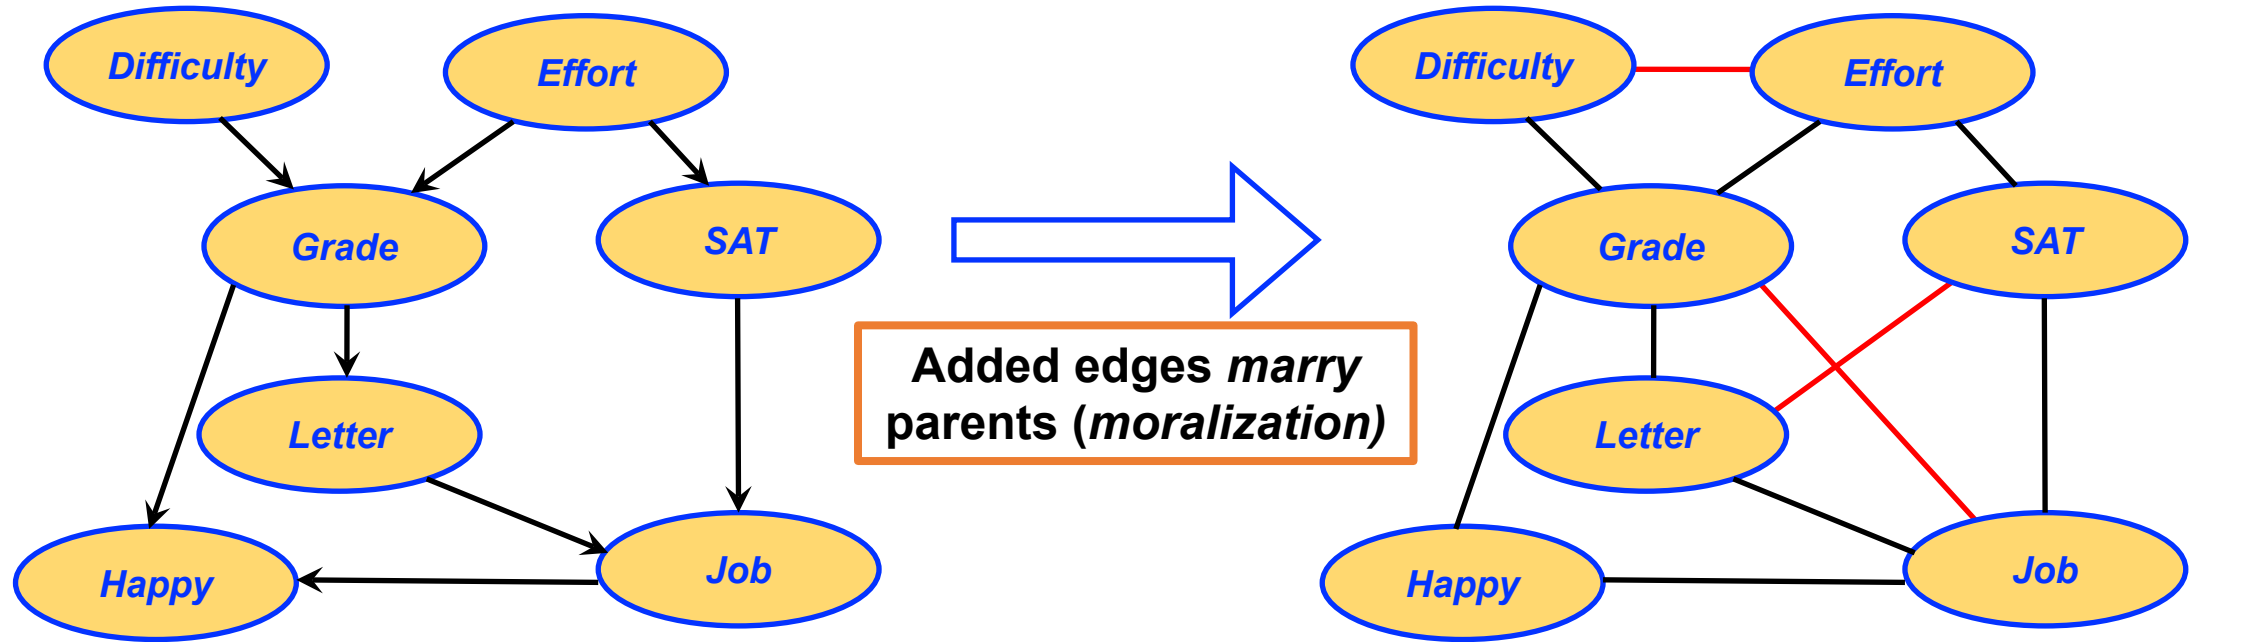 Difficulty
Effort
Grade
SAT
Letter
Happy
Job
Added edges marry
parents (moralization)
Difficulty
Effort
Grade
SAT
Letter
Happy
Job